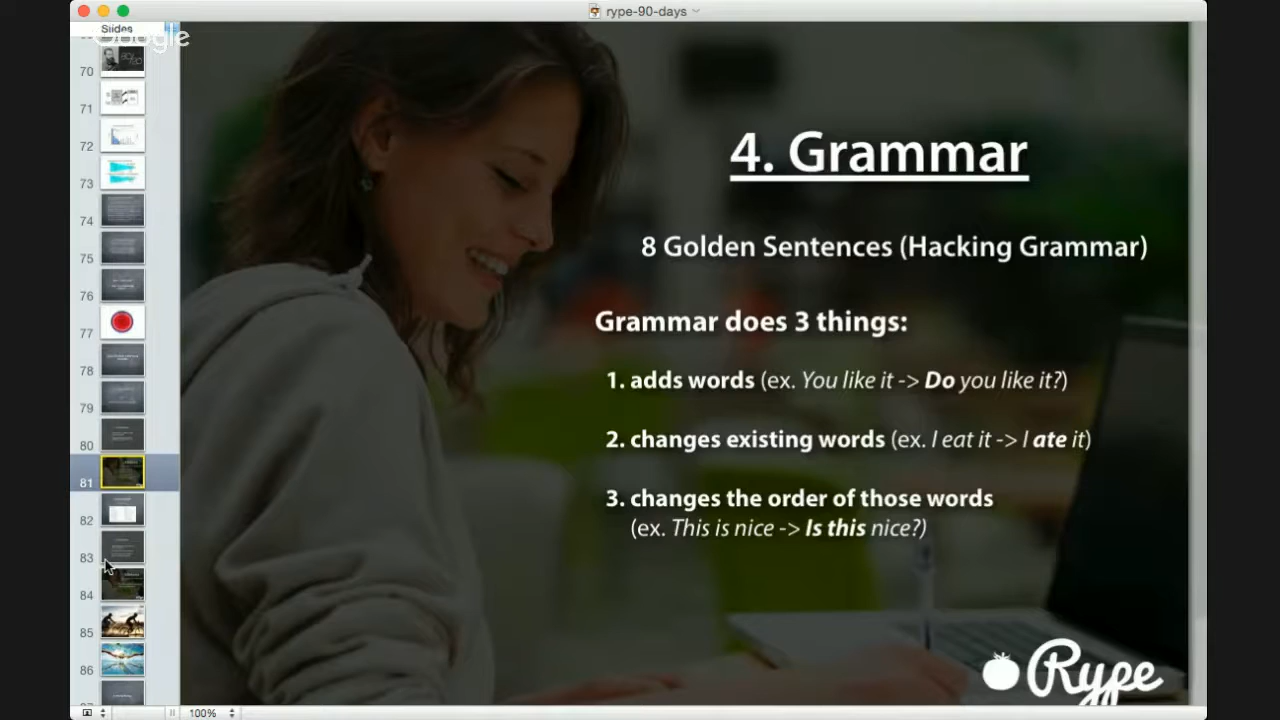 rype-90-days
Slides
Google
70
71
72
73
74
75
76
77
78
79
80
81
82
83
84
85
86
4. Grammar
8 Golden Sentences (Hacking Grammar)
Grammar does 3 things:
1. adds words (ex. You like it -> Do you like it?)
2. changes existing words (ex. I eat it -> I ate it)
3. changes the order of those words
(ex. This is nice -> Is this nice?)
Rype
100%